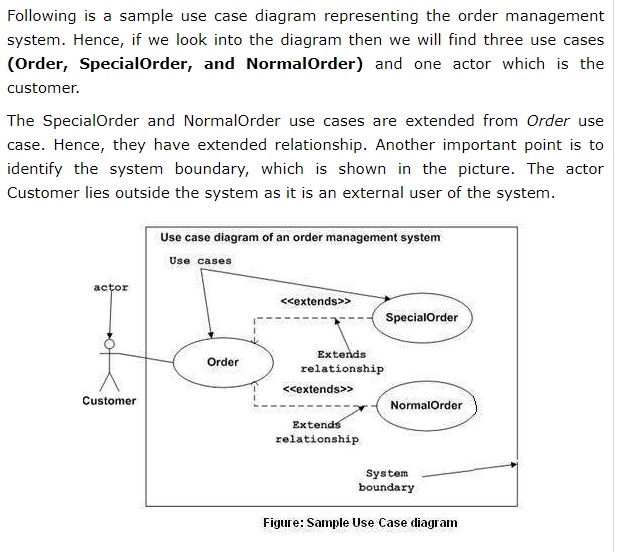 Following is a sample use case diagram representing the order management
system. Hence, if we look into the diagram then we will find three use cases
(Order, SpecialOrder, and NormalOrder) and one actor which is the
customer.
The SpecialOrder and NormalOrder use cases are extended from Order use
case. Hence, they have extended relationship. Another important point is to
identify the system boundary, which is shown in the picture. The actor
Customer lies outside the system as it is an external user of the system.
Use case diagram of an order management system
Use cases
actor
<<extends>>
SpecialOrder
Order
Extends
relationship
<<extends>>
Customer
NormalOrder
Extends
relationship
System
boundary
Figure: Sample Use Case diagram